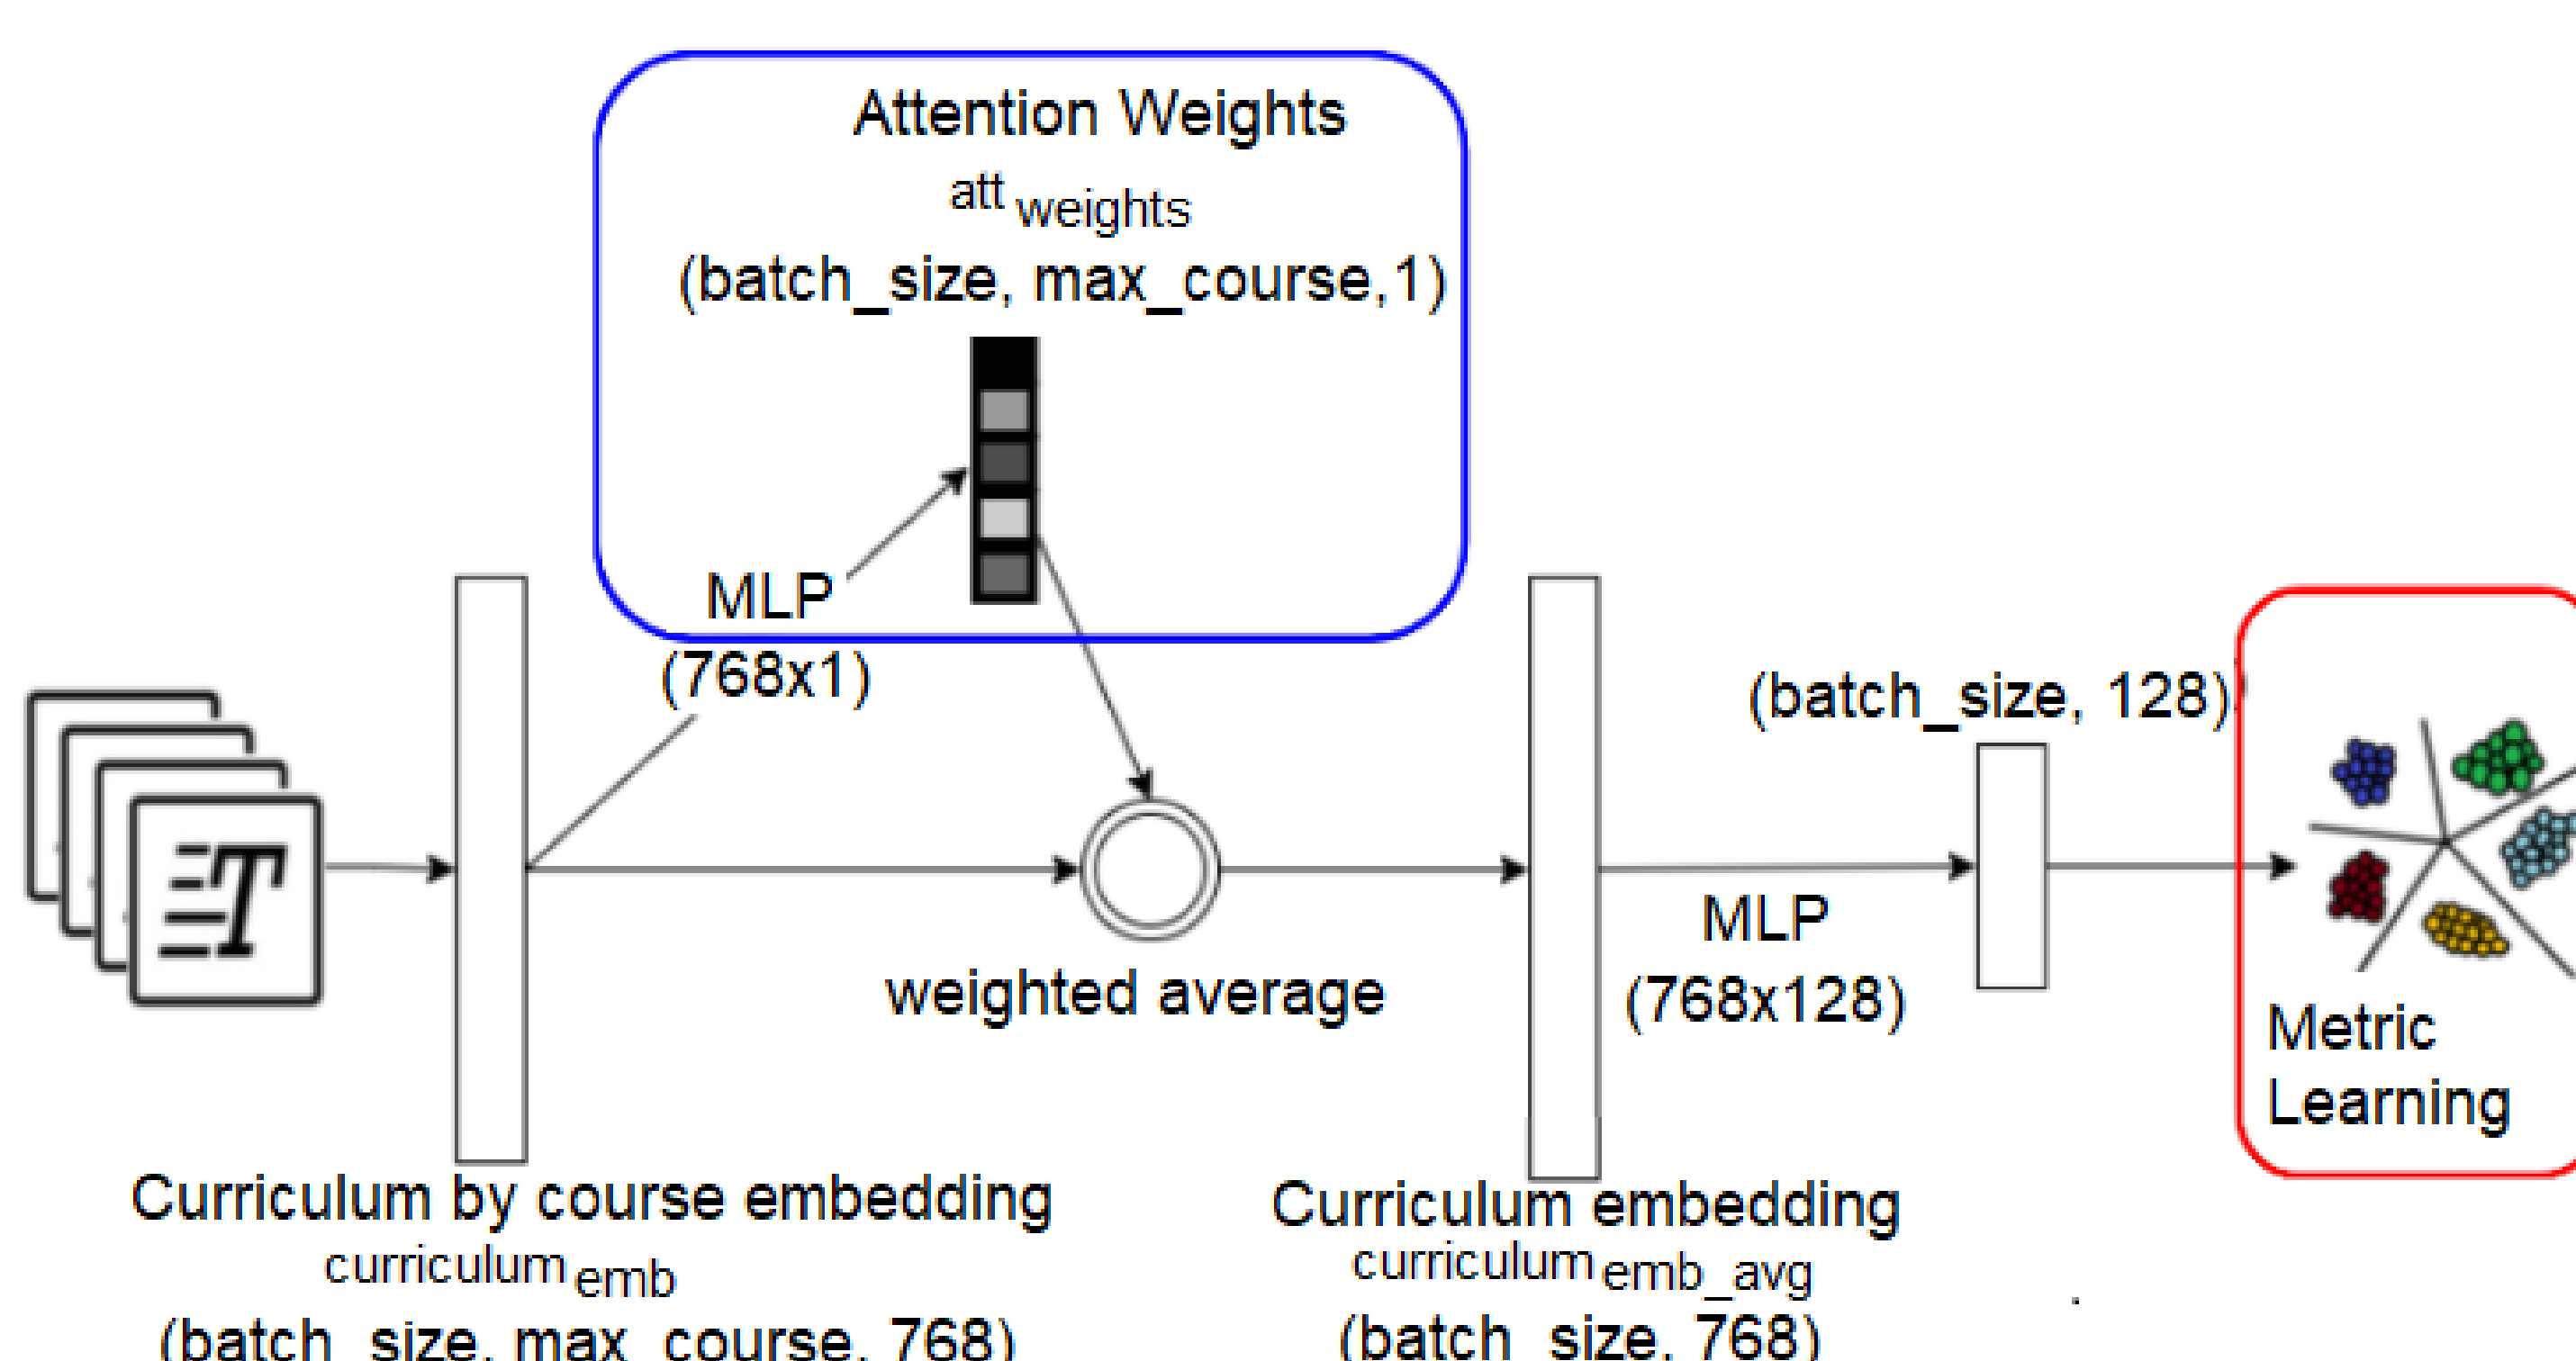 Attention Weights
att weights
(batch_size, max_course,1)
MLP
(768x1)
(batch_size, 128)
T
weighted average
MLP
(768x128)
Metric
Learning
Curriculum by course embedding
curriculum emb
(batch_size, max_course, 768)
Curriculum embedding
curriculum emb_avg
(batch_size, 768)